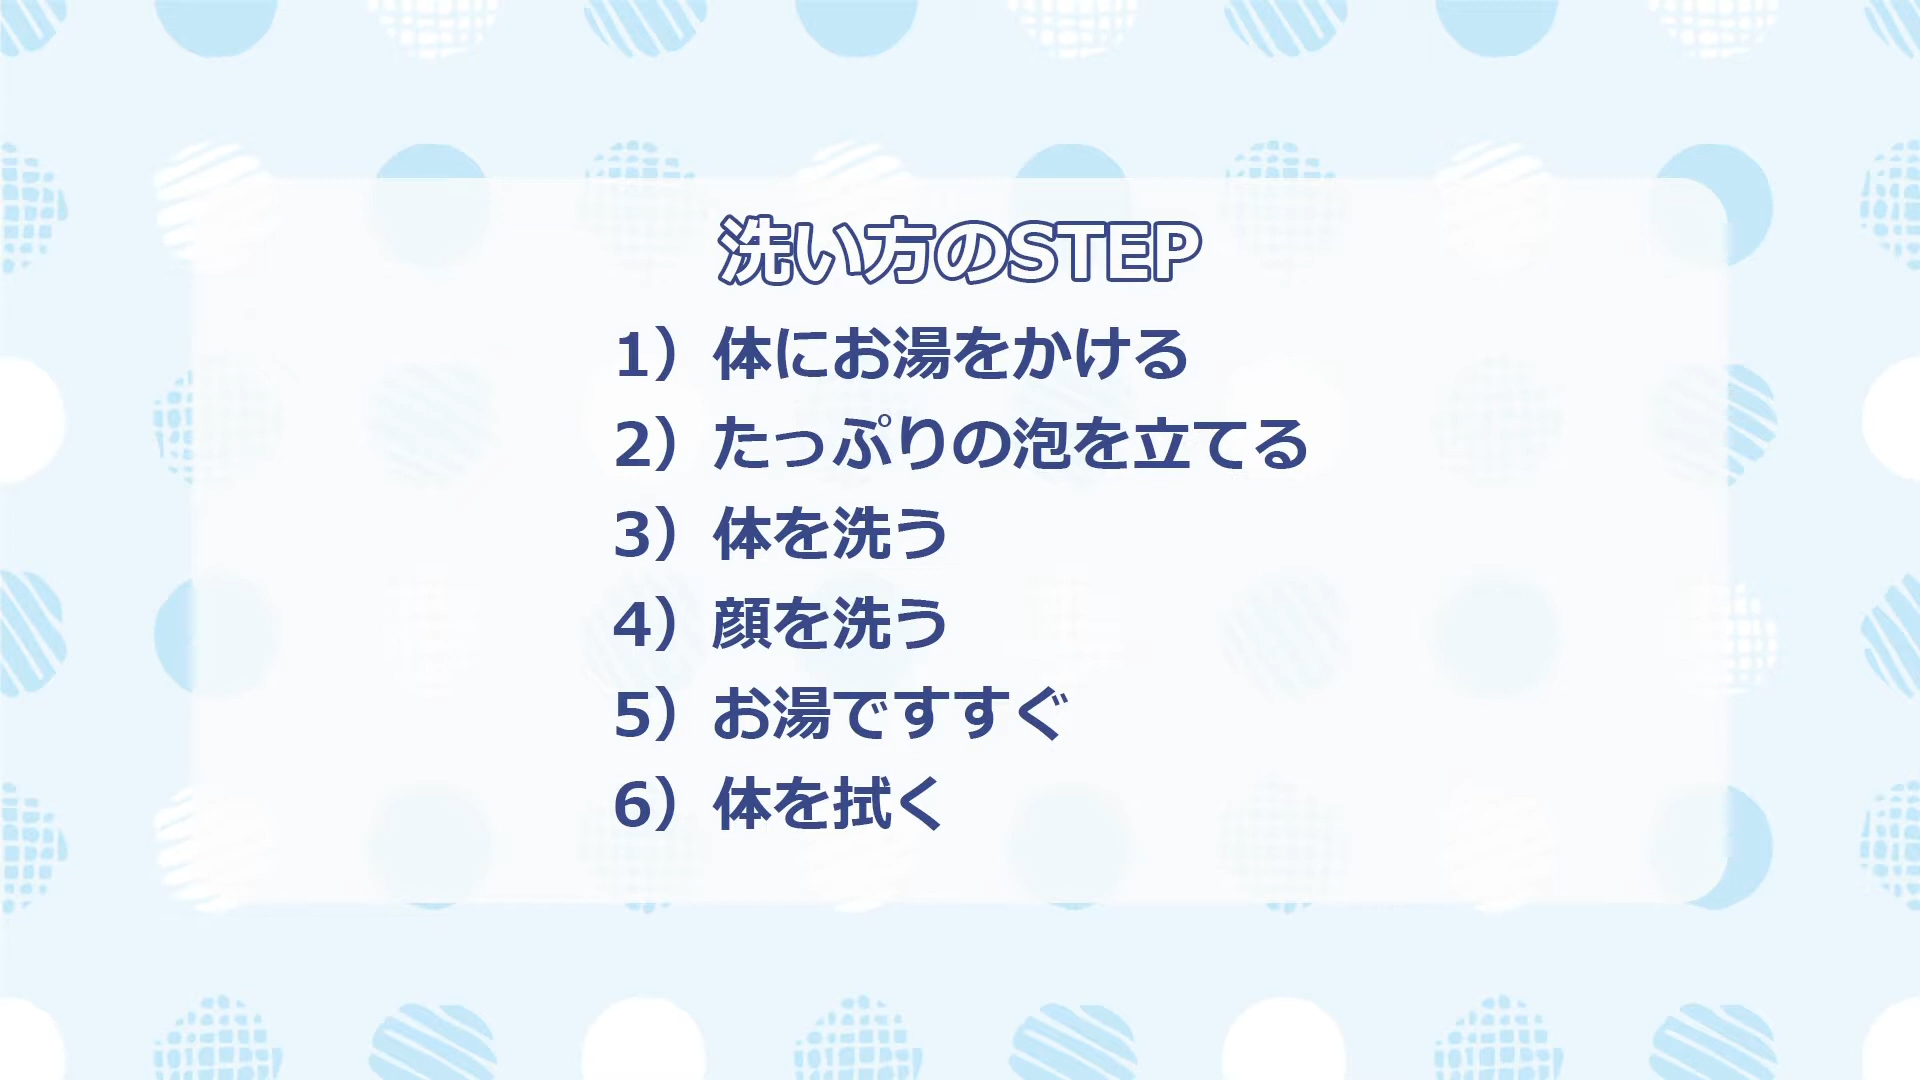 洗い方のSTEP
1）体にお湯をかける
2）たっぷりの泡を立てる
3）体を洗う
4）顔を洗う
5）お湯ですすぐ
6）体を拭く